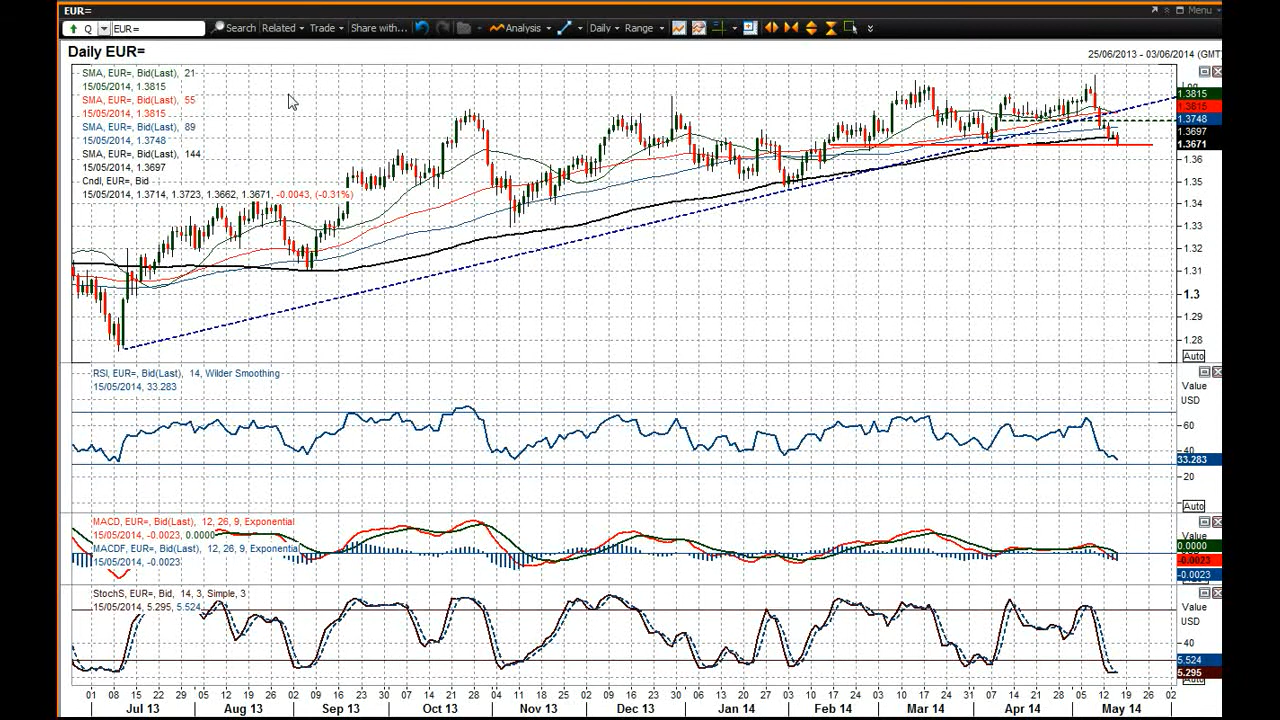 EUR=
Menu
Q EUR= Search Related Trade Share with... Analysis Daily Range
Daily EUR=
25/06/2013 - 03/06/2014 (GMT
SMA, EUR=, Bid(Last), 21
15/05/2014, 1.3815
SMA, EUR=, Bid(Last), 55
15/05/2014, 1.3815
SMA, EUR=, Bid(Last), 89
15/05/2014, 1.3748
SMA, EUR=, Bid(Last), 144
15/05/2014, 1.3697
Cndl, EUR=, Bid
15/05/2014, 1.3714, 1.3723, 1.3662, 1.3671, -0.0043, (-0.31%)
1.3815
1.3815
1.3748
1.3697
1.3671
1.36
1.35
1.34
1.33
1.32
1.31
1.3
1.29
1.28
Auto
RSI, EUR=, Bid(Last), 14, Wilder Smoothing
15/05/2014, 33.283
Value
USD
60
40
33.283
20
Auto
MACD, EUR=, Bid(Last), 12, 26, 9, Exponential
15/05/2014, -0.0023, 0.0000
MACDF, EUR=, Bid(Last), 12, 26, 9, Exponential
15/05/2014, -0.0023
Value
0.0000
-0.0023
-0.0023
StochS, EUR=, Bid, 14, 3, Simple, 3
15/05/2014, 5.295, 5.524
Value
USD
40
5.524
5.295
01 08 15 22 29 05 12 19 26 02 09 16 23 30 07 14 21 28 04 11 18 25 02 09 16 23 30 06 13 20 27 03 10 17 24 03 10 17 24 31 07 14 21 28 05 12 19 26 02
Jul 13 Aug 13 Sep 13 Oct 13 Nov 13 Dec 13 Jan 14 Feb 14 Mar 14 Apr 14 May 14